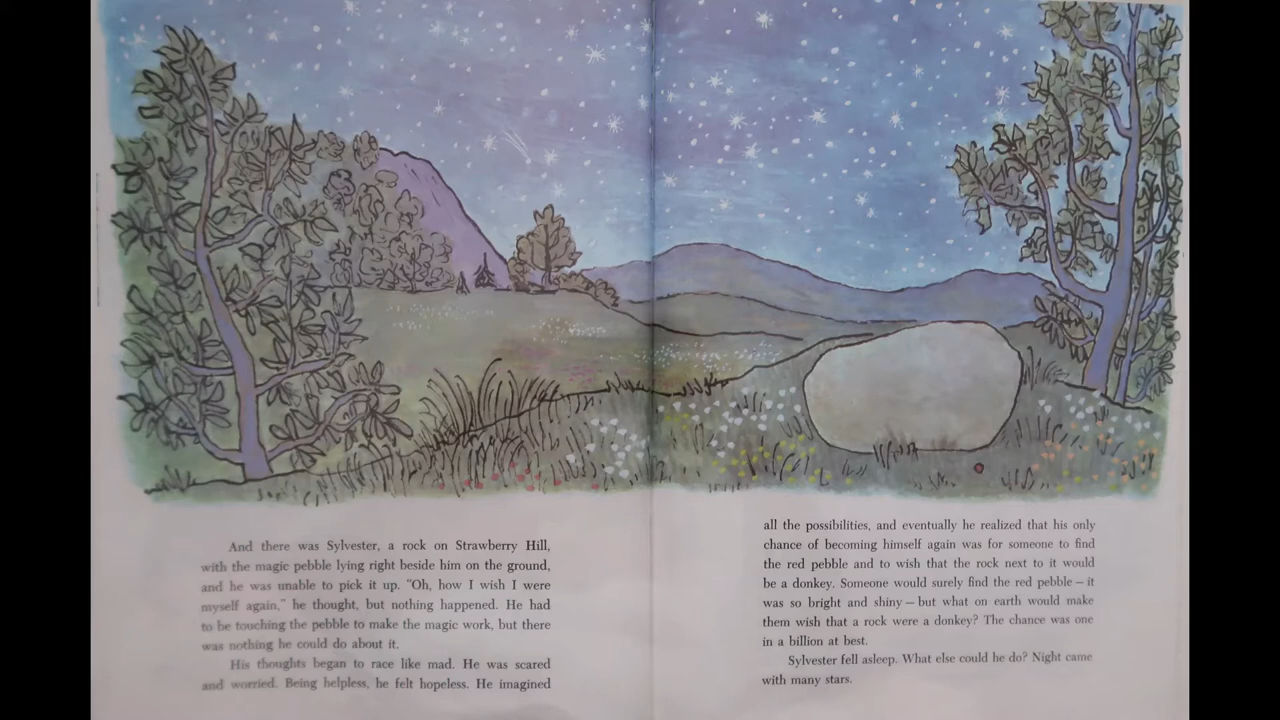 And there was Sylvester, a rock on Strawberry Hill,
with the magic pebble lying right beside him on the ground,
and he was unable to pick it up. "Oh, how I wish I were
myself again," he thought, but nothing happened. He had
to be touching the pebble to make the magic work, but there
was nothing he could do about it.
His thoughts began to race like mad. He was scared
and worried. Being helpless, he felt hopeless. He imagined
all the possibilities, and eventually he realized that his only
chance of becoming himself again was for someone to find
the red pebble and to wish that the rock next to it would
be a donkey. Someone would surely find the red pebble – it
was so bright and shiny – but what on earth would make
them wish that a rock were a donkey? The chance was one
in a billion at best.
Sylvester fell asleep. What else could he do? Night came
with many stars.